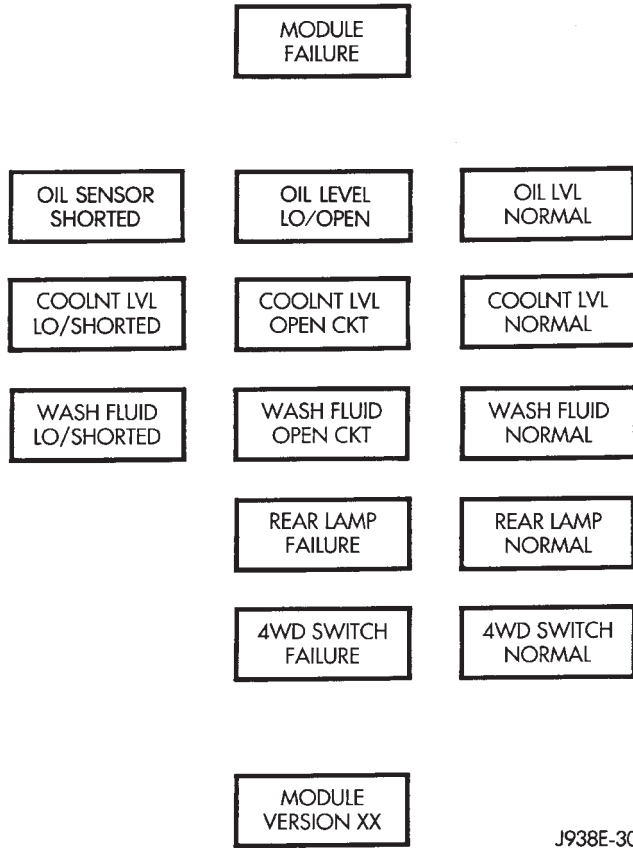 MODULE
FAILURE
OIL SENSOR
SHORTED
OIL LEVEL
LO/OPEN
OIL LVL
NORMAL
COOLNT LVL
LO/SHORTED
COOLNT LVL
OPEN CKT
COOLNT LVL
NORMAL
WASH FLUID
LO/SHORTED
WASH FLUID
OPEN CKT
WASH FLUID
NORMAL
REAR LAMP
FAILURE
REAR LAMP
NORMAL
4WD SWITCH
FAILURE
4WD SWITCH
NORMAL
MODULE
VERSION XX
J938E-30